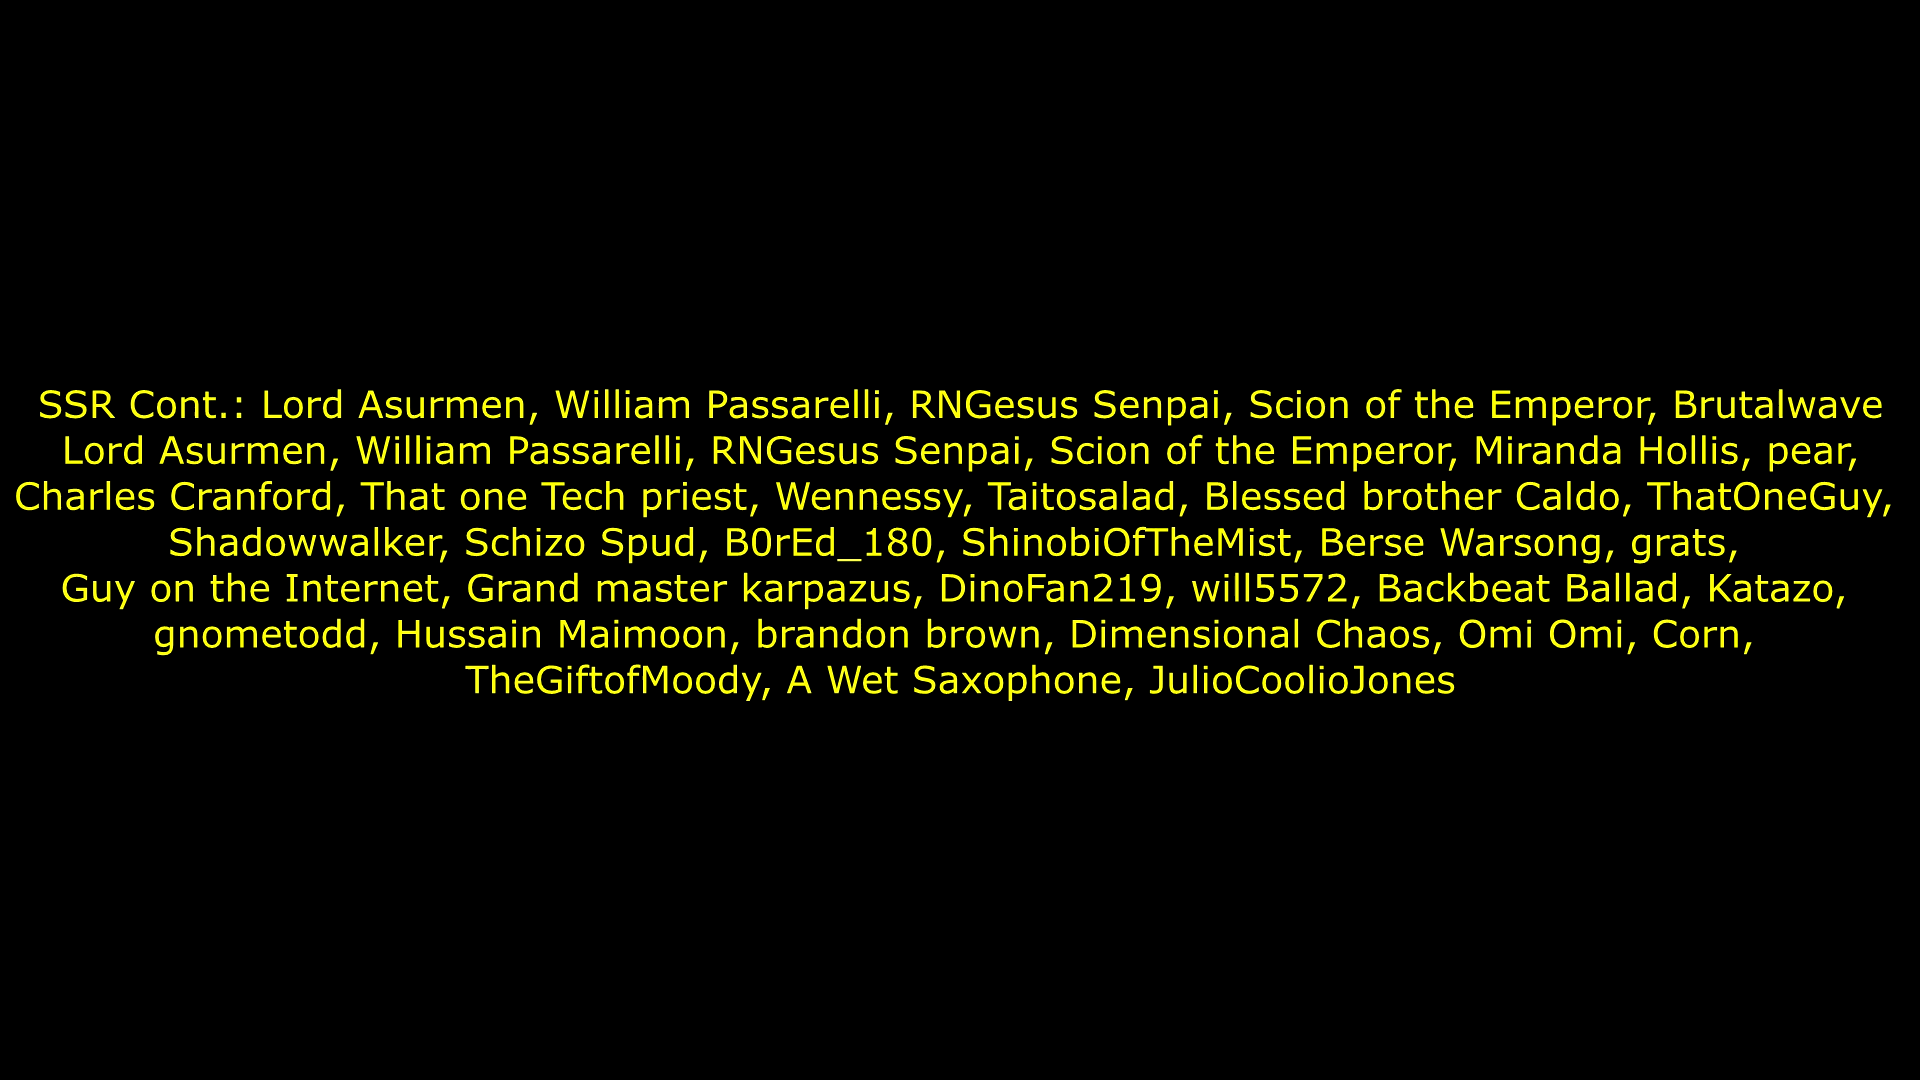 SSR Cont.: Lord Asurmen, William Passarelli, RNGesus Senpai, Scion of the Emperor, Brutalwave
Lord Asurmen, William Passarelli, RNGesus Senpai, Scion of the Emperor, Miranda Hollis, pear,
Charles Cranford, That one Tech priest, Wennessy, Taitosalad, Blessed brother Caldo, ThatOneGuy,
Shadowwalker, Schizo Spud, B0rEd_180, ShinobiOfTheMist, Berse Warsong, grats,
Guy on the Internet, Grand master karpazus, DinoFan219, will5572, Backbeat Ballad, Katazo,
gnometodd, Hussain Maimoon, brandon brown, Dimensional Chaos, Omi Omi, Corn,
TheGiftofMoody, A Wet Saxophone, JulioCoolioJones